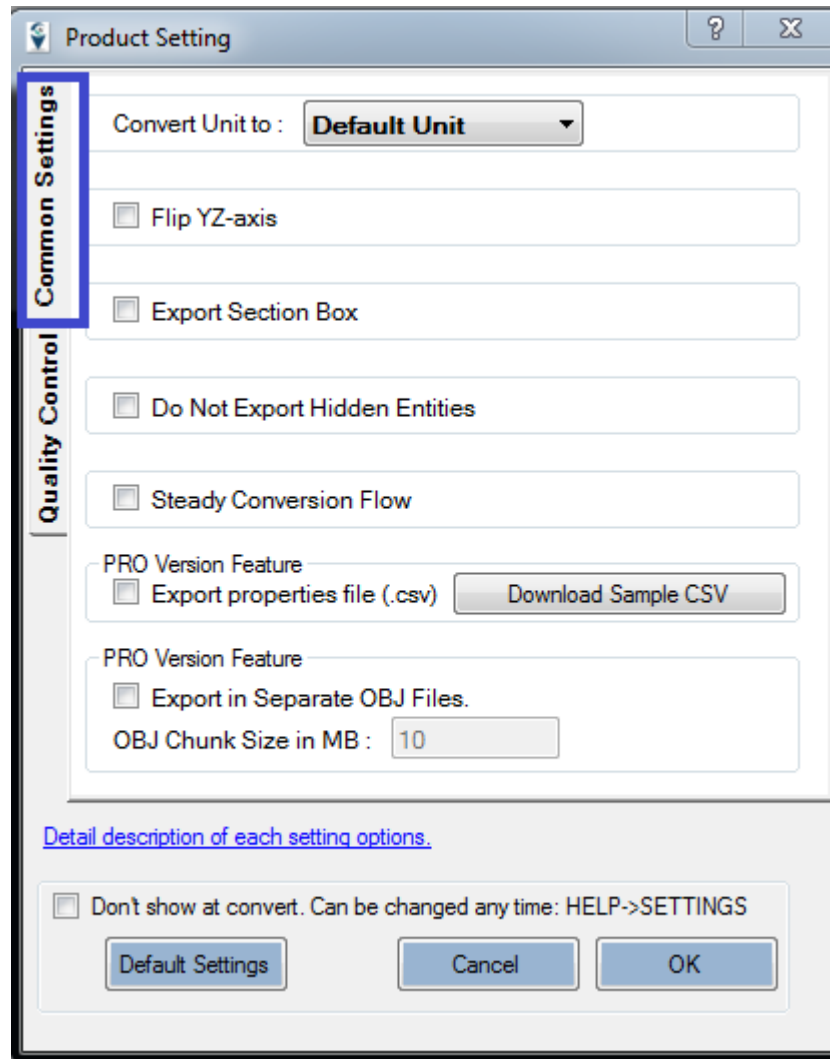 Product Setting
Common Settings
Quality Control
Convert Unit to : Default Unit
Flip YZ-axis
Export Section Box
Do Not Export Hidden Entities
Steady Conversion Flow
PRO Version Feature
Export properties file (.csv) Download Sample CSV
PRO Version Feature
Export in Separate OBJ Files.
OBJ Chunk Size in MB : 10
Detail description of each setting options.
Don't show at convert. Can be changed any time: HELP->SETTINGS
Default Settings Cancel OK